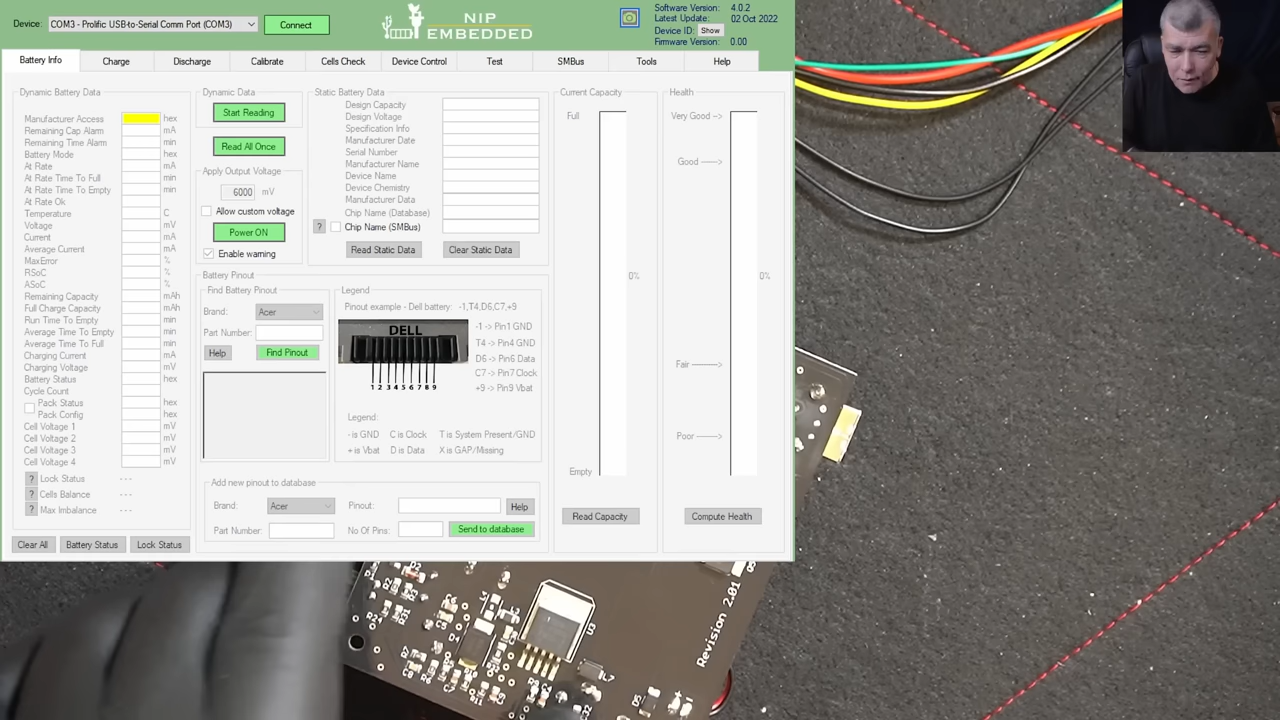 Device: COM3 - Prolific USB-to-Serial Comm Port (COM3) Connect
NIP EMBEDDED
Software Version: 4.0.2
Latest Update: 02 Oct 2022
Device ID: Show
Firmware Version: 0.00
Battery Info Charge Discharge Calibrate Cells Check Device Control Test SMBus Tools Help
Dynamic Battery Data
Manufacturer Access hex
Remaining Cap Alarm mA
Remaining Time Alarm min
Battery Mode hex
At Rate mA
At Rate Time To Full min
At Rate Time To Empty min
At Rate Ok
Temperature C
Voltage mV
Current mA
Average Current mA
MaxError %
RSoC %
ASoC %
Remaining Capacity mAh
Full Charge Capacity mAh
Run Time To Empty min
Average Time To Empty min
Average Time To Full min
Charging Current mA
Charging Voltage mV
Battery Status hex
Cycle Count
Pack Status hex
Pack Config hex
Cell Voltage 1 mV
Cell Voltage 2 mV
Cell Voltage 3 mV
Cell Voltage 4 mV
? Lock Status - - -
? Cells Balance - - -
? Max Imbalance - - -
Clear All Battery Status Lock Status
Dynamic Data
Start Reading
Read All Once
Apply Output Voltage
6000 mV
Allow custom voltage
Power ON
Enable warning
Static Battery Data
Design Capacity
Design Voltage
Specification Info
Manufacturer Date
Serial Number
Manufacturer Name
Device Name
Device Chemistry
Manufacturer Data
Chip Name (Database)
? Chip Name (SMBus)
Read Static Data Clear Static Data
Battery Pinout
Find Battery Pinout
Brand: Acer
Part Number:
Help Find Pinout
Legend
Pinout example - Dell battery: -1,T4,D6,C7,+9
DELL
1 2 3 4 5 6 7 8 9
-1 -> Pin1 GND
T4 -> Pin4 GND
D6 -> Pin6 Data
C7 -> Pin7 Clock
+9 -> Pin9 Vbat
Legend:
- is GND C is Clock T is System Present/GND
+ is Vbat D is Data X is GAP/Missing
Add new pinout to database
Brand: Acer Pinout: Help
Part Number: No Of Pins: Send to database
Current Capacity
Full
0%
Empty
Read Capacity
Health
Very Good -->
Good --->
0%
Fair --->
Poor --->
Compute Health
Revision 2.01